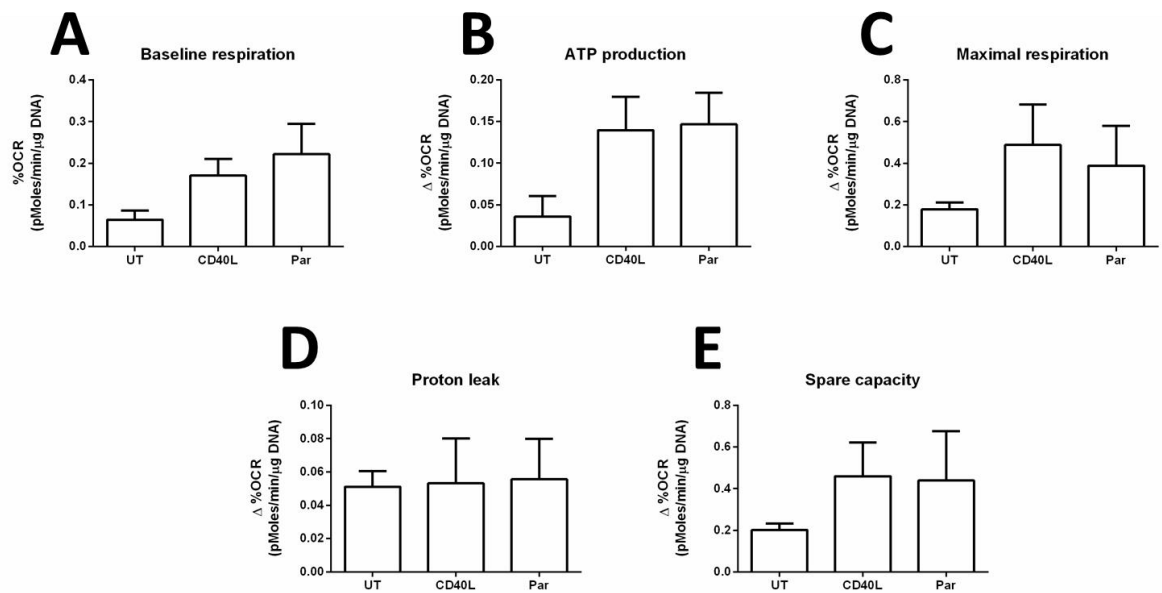 A
Baseline respiration
%OCR
(pMoles/min/µg DNA)
0.4
0.3
0.2
0.1
0.0
UT CD40L Par
B
ATP production
Δ %OCR
(pMoles/min/µg DNA)
0.20
0.15
0.10
0.05
0.00
UT CD40L Par
C
Maximal respiration
Δ %OCR
(pMoles/min/µg DNA)
0.8
0.6
0.4
0.2
0.0
UT CD40L Par
D
Proton leak
Δ %OCR
(pMoles/min/µg DNA)
0.10
0.08
0.06
0.04
0.02
0.00
UT CD40L Par
E
Spare capacity
Δ %OCR
(pMoles/min/µg DNA)
0.8
0.6
0.4
0.2
0.0
UT CD40L Par